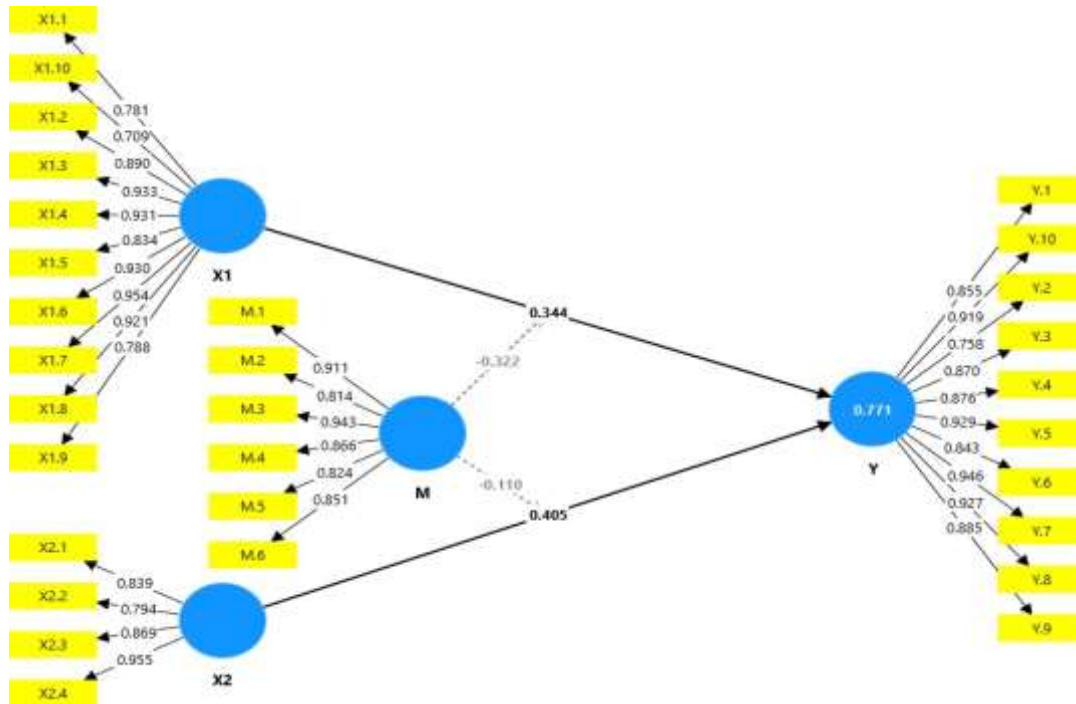 X1.1
X1.10
X1.2
X1.3
X1.4
X1.5
X1.6
X1.7
X1.8
X1.9
0.781
0.709
0.890
0.933
0.931
0.834
0.930
0.954
0.921
0.788
X1
M.1
M.2
M.3
M.4
M.5
M.6
0.911
0.814
0.943
0.866
0.824
0.851
M
X2.1
X2.2
X2.3
X2.4
0.839
0.794
0.869
0.955
X2
0.344
-0.322
-0.110
0.405
0.771
Y
0.855
0.919
0.758
0.870
0.876
0.929
0.843
0.946
0.927
0.885
Y.1
Y.10
Y.2
Y.3
Y.4
Y.5
Y.6
Y.7
Y.8
Y.9